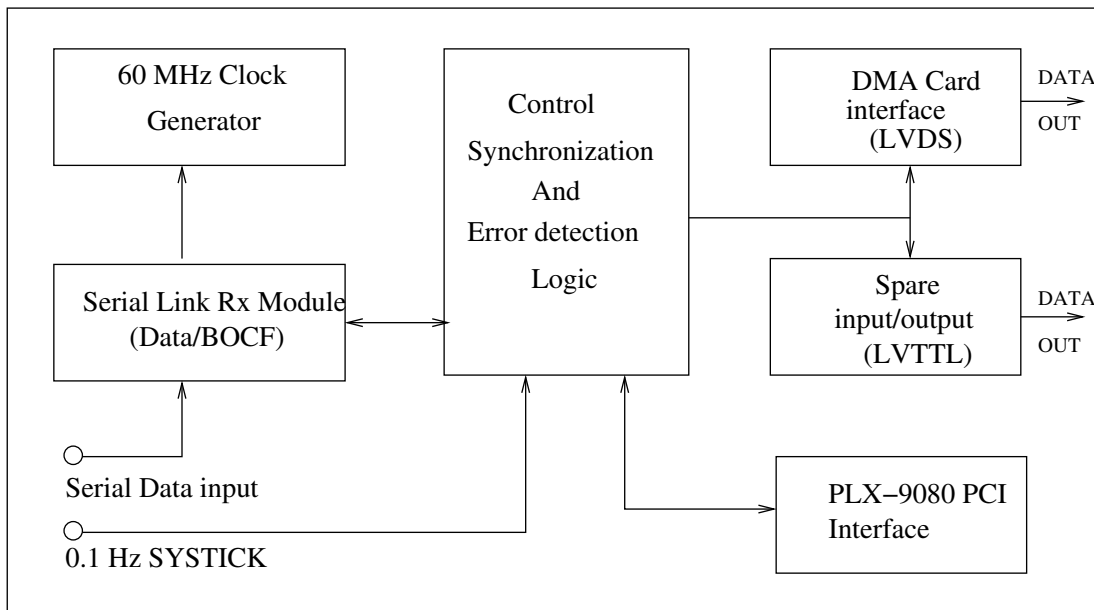 60 MHz Clock
Generator
Control
Synchronization
And
Error detection
Logic
DMA Card
interface
(LVDS)
DATA
OUT
Serial Link Rx Module
(Data/BOCF)
Spare
input/output
(LVTTL)
DATA
OUT
Serial Data input
0.1 Hz SYSTICK
PLX−9080 PCI
Interface